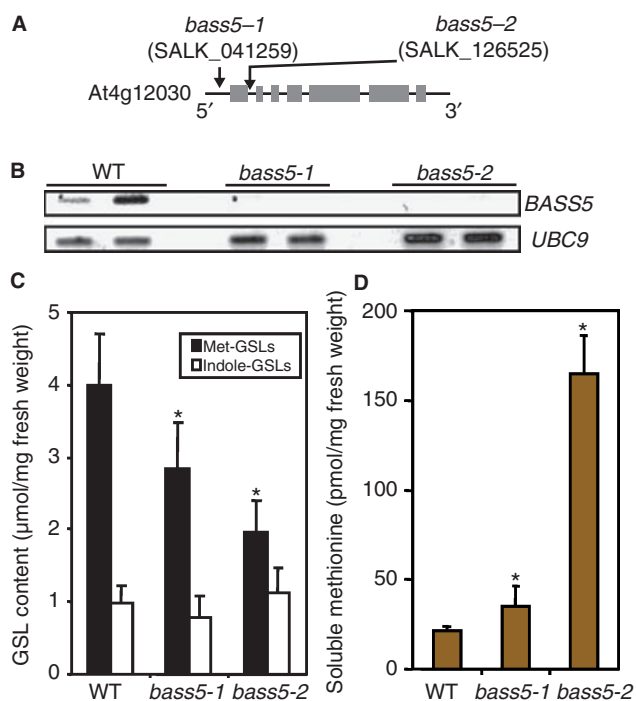 A
bass5–1
(SALK_041259)
bass5–2
(SALK_126525)
At4g12030
5′
3′
B
WT
bass5-1
bass5-2
BASS5
UBC9
C
GSL content (µmol/mg fresh weight)
5
4
3
2
1
0
Met-GSLs
Indole-GSLs
*
*
WT
bass5-1
bass5-2
D
Soluble methionine (pmol/mg fresh weight)
200
150
100
50
0
*
*
WT
bass5-1
bass5-2